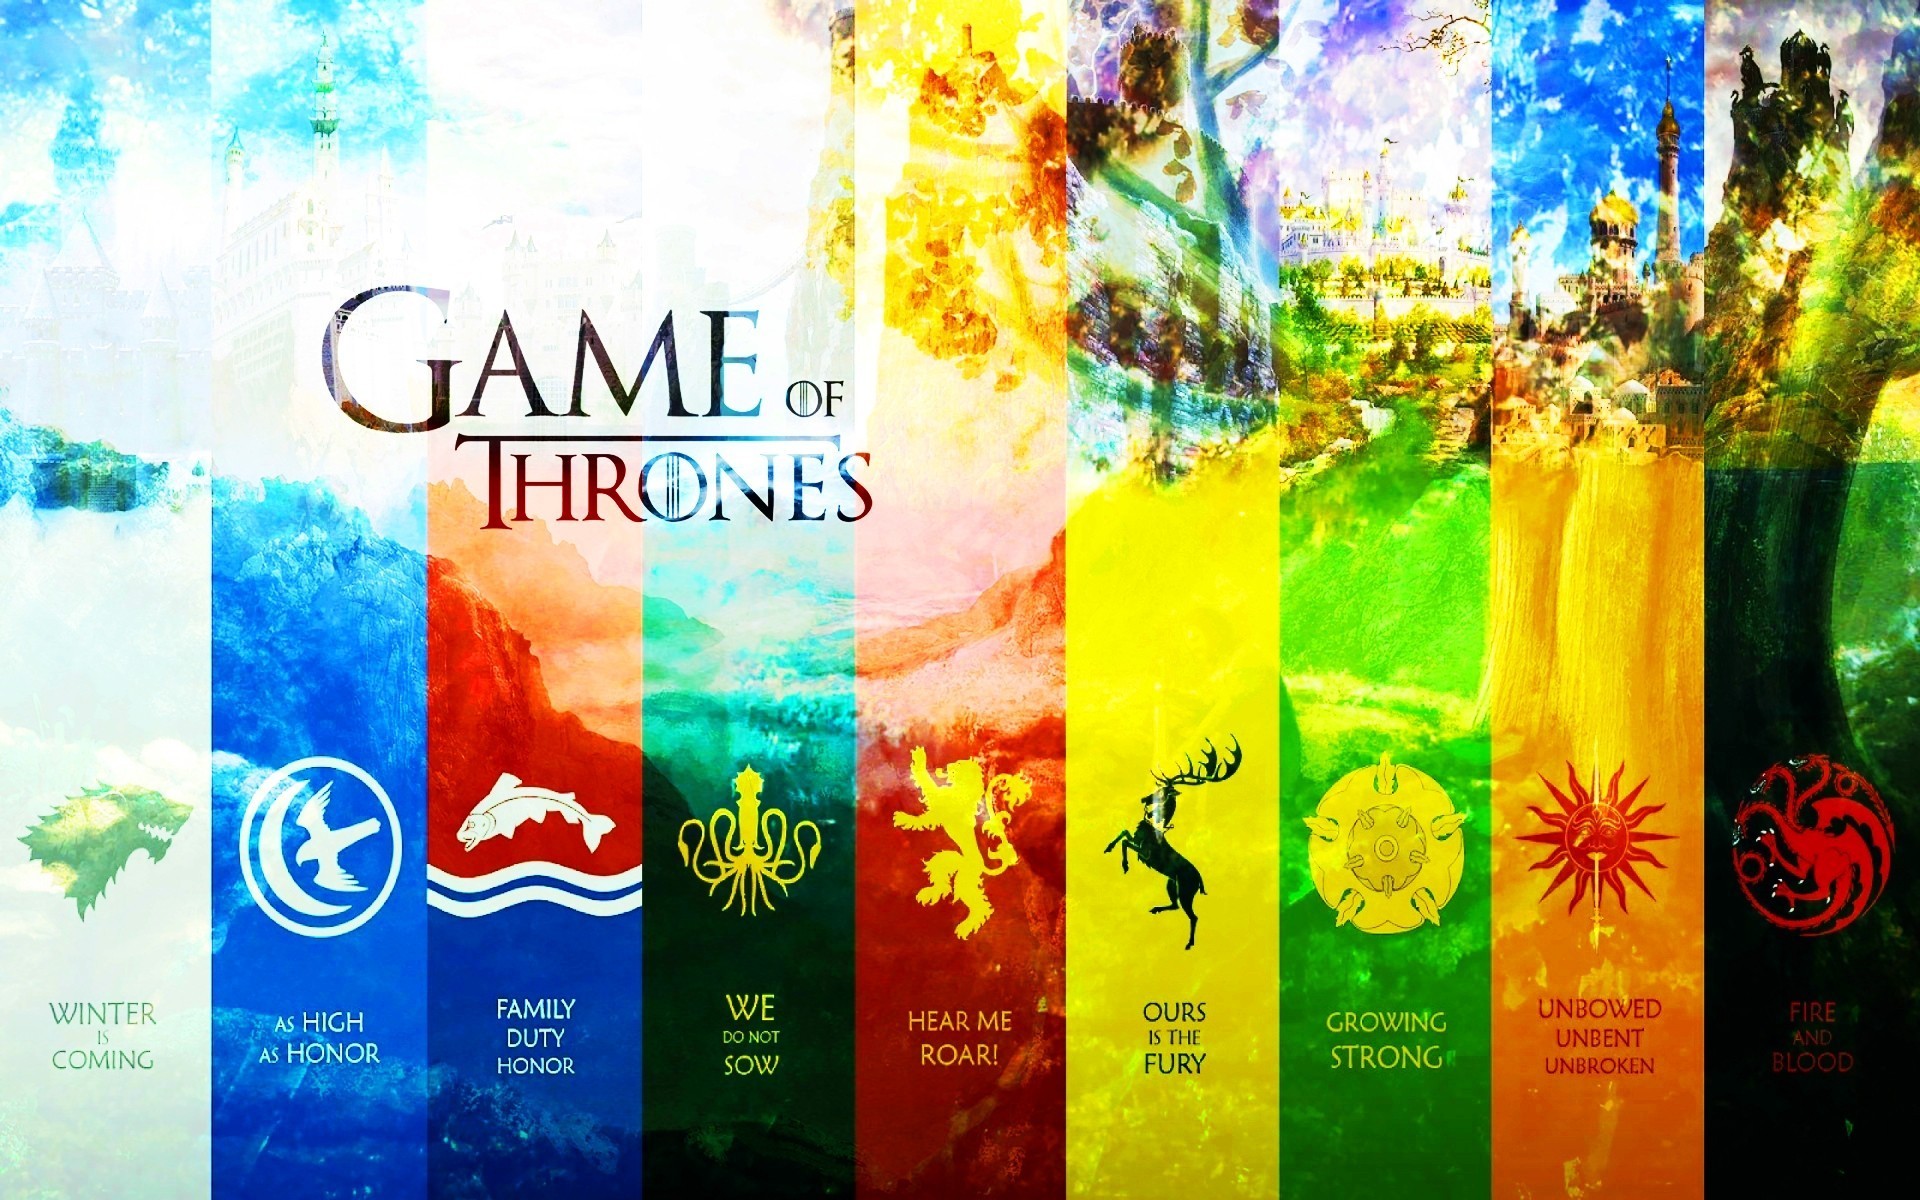 GAME OF
THRONES
WINTER
IS
COMING
AS HIGH
AS HONOR
FAMILY
DUTY
HONOR
WE
DO NOT
SOW
HEAR ME
ROAR!
OURS
IS THE
FURY
GROWING
STRONG
UNBOWED
UNBENT
UNBROKEN
FIRE
AND
BLOOD